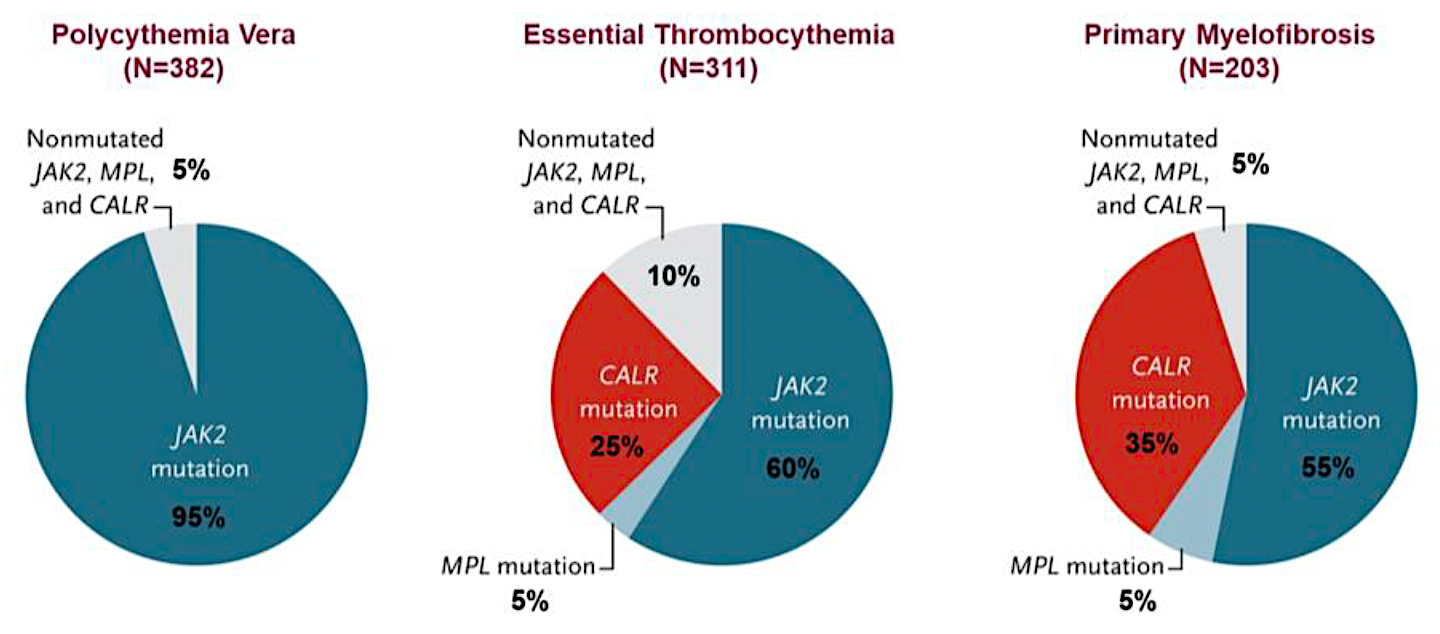 Polycythemia Vera
(N=382)
Nonmutated
JAK2, MPL, 5%
and CALR
JAK2
mutation
95%
Essential Thrombocythemia
(N=311)
Nonmutated
JAK2, MPL,
and CALR
10%
CALR
mutation
25%
JAK2
mutation
60%
MPL mutation
5%
Primary Myelofibrosis
(N=203)
Nonmutated
JAK2, MPL, 5%
and CALR
CALR
mutation
35%
JAK2
mutation
55%
MPL mutation
5%